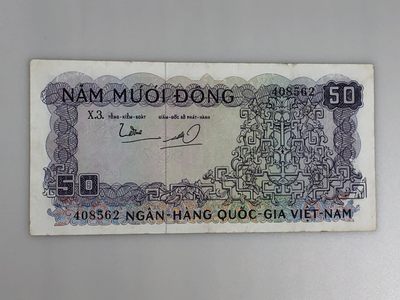 NĂM MƯƠI ĐỒNG
408562
50
X.3.
TỔNG-KIỂM-SOÁT
GIÁM-ĐỐC SỞ PHÁT-HÀNH
50
408562
NGÂN-HÀNG QUỐC-GIA VIỆT-NAM